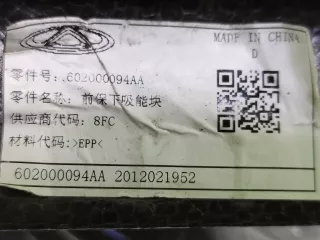 MADE IN CHINA
D
零件号: .602000094AA
零件名称: 前保下吸能块
供应商代码: 8FC
材料代码:>EPP<
602000094AA 2012021952